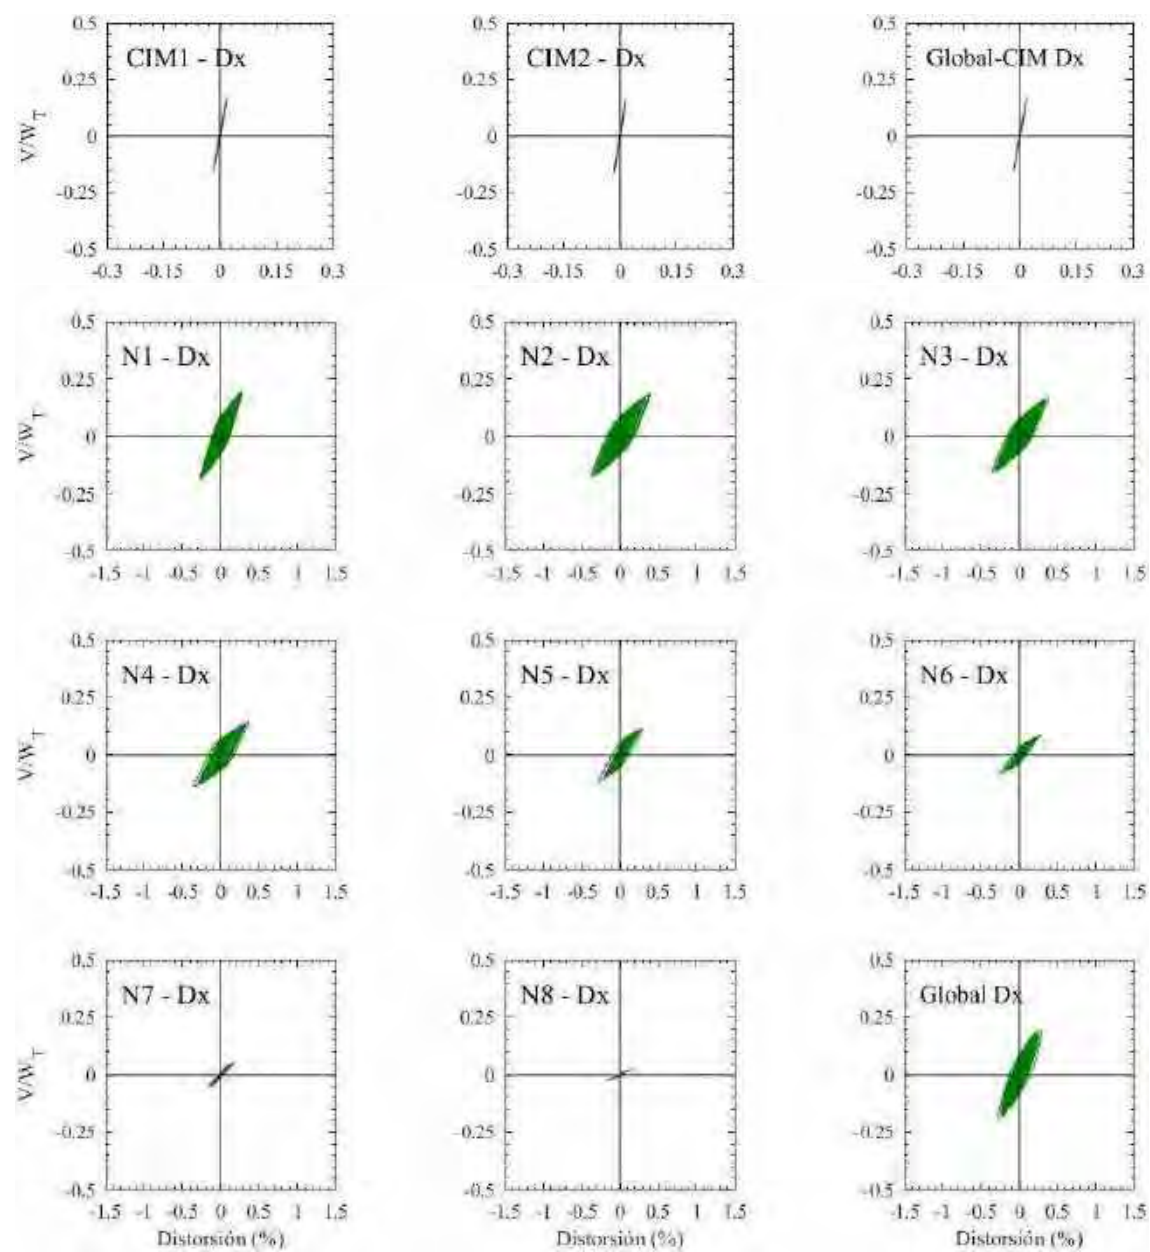 0.5 0.5 0.5
CIM1 - Dx CIM2 - Dx Global-CIM Dx
0.25 0.25 0.25
V/W_T 0 0 0
-0.25 -0.25 -0.25
-0.5 -0.5 -0.5
-0.3 -0.15 0 0.15 0.3 -0.3 -0.15 0 0.15 0.3 -0.3 -0.15 0 0.15 0.3
0.5 0.5 0.5
N1 - Dx N2 - Dx N3 - Dx
0.25 0.25 0.25
V/W_T 0 0 0
-0.25 -0.25 -0.25
-0.5 -0.5 -0.5
-1.5 -1 -0.5 0 0.5 1 1.5 -1.5 -1 -0.5 0 0.5 1 1.5 -1.5 -1 -0.5 0 0.5 1 1.5
0.5 0.5 0.5
N4 - Dx N5 - Dx N6 - Dx
0.25 0.25 0.25
V/W_T 0 0 0
-0.25 -0.25 -0.25
-0.5 -0.5 -0.5
-1.5 -1 -0.5 0 0.5 1 1.5 -1.5 -1 -0.5 0 0.5 1 1.5 -1.5 -1 -0.5 0 0.5 1 1.5
0.5 0.5 0.5
N7 - Dx N8 - Dx Global Dx
0.25 0.25 0.25
V/W_T 0 0 0
-0.25 -0.25 -0.25
-0.5 -0.5 -0.5
-1.5 -1 -0.5 0 0.5 1 1.5 -1.5 -1 -0.5 0 0.5 1 1.5 -1.5 -1 -0.5 0 0.5 1 1.5
Distorsión (%) Distorsión (%) Distorsión (%)